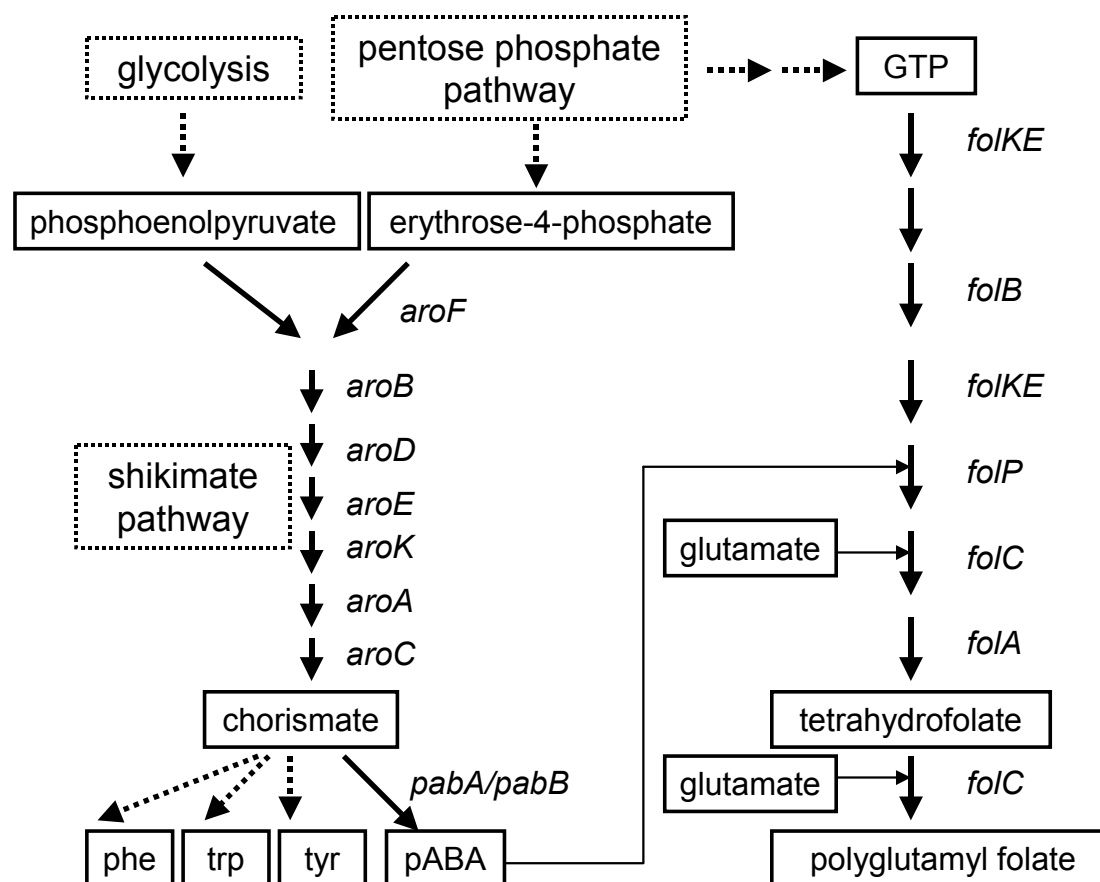 glycolysis
pentose phosphate
pathway
GTP
folKE
phosphoenolpyruvate
erythrose-4-phosphate
aroF
folB
aroB
folKE
aroD
shikimate
pathway
folP
aroE
aroK
glutamate
folC
aroA
aroC
folA
chorismate
tetrahydrofolate
pabA/pabB
glutamate
folC
phe
trp
tyr
pABA
polyglutamyl folate